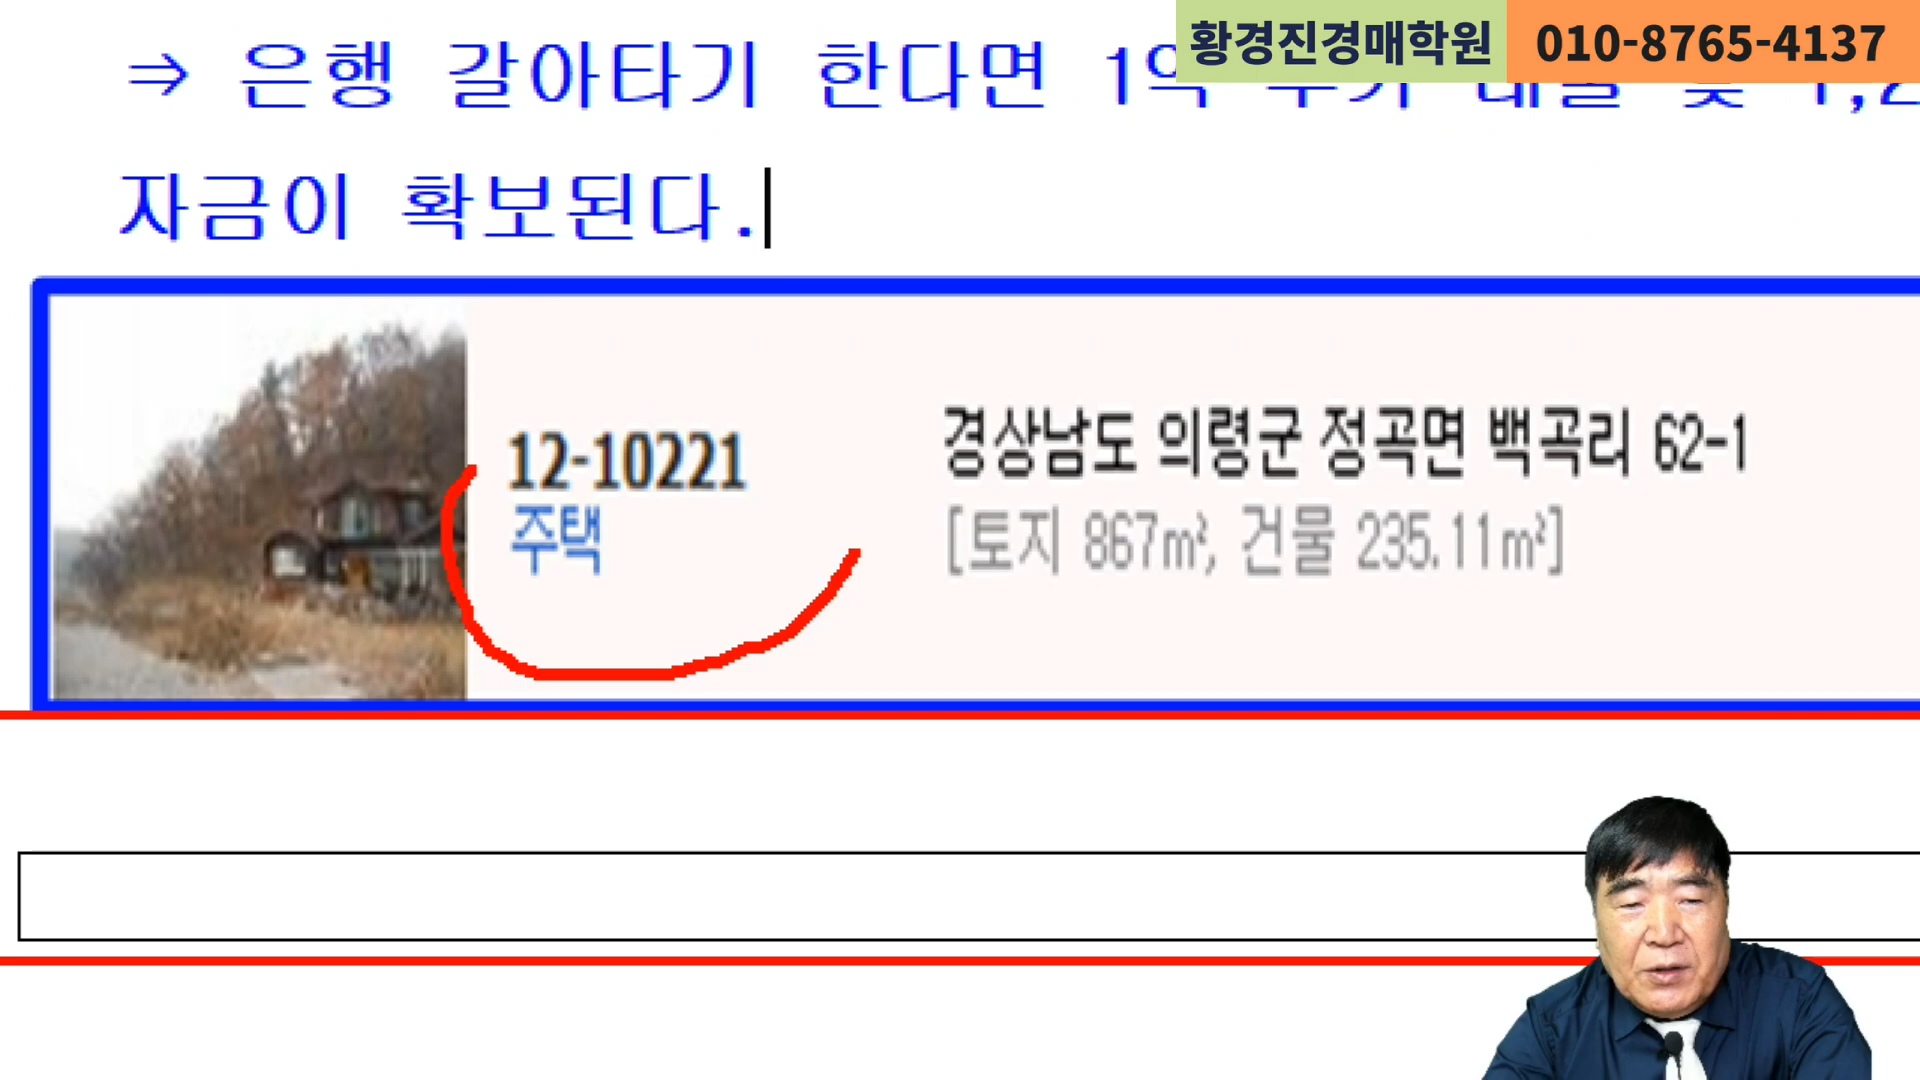 황경진경매학원 010-8765-4137
⇒ 은행 갈아타기 한다면
자금이 확보된다.
12-10221
주택
경상남도 의령군 정곡면 백곡리 62-1
[토지 867㎡, 건물 235.11㎡]